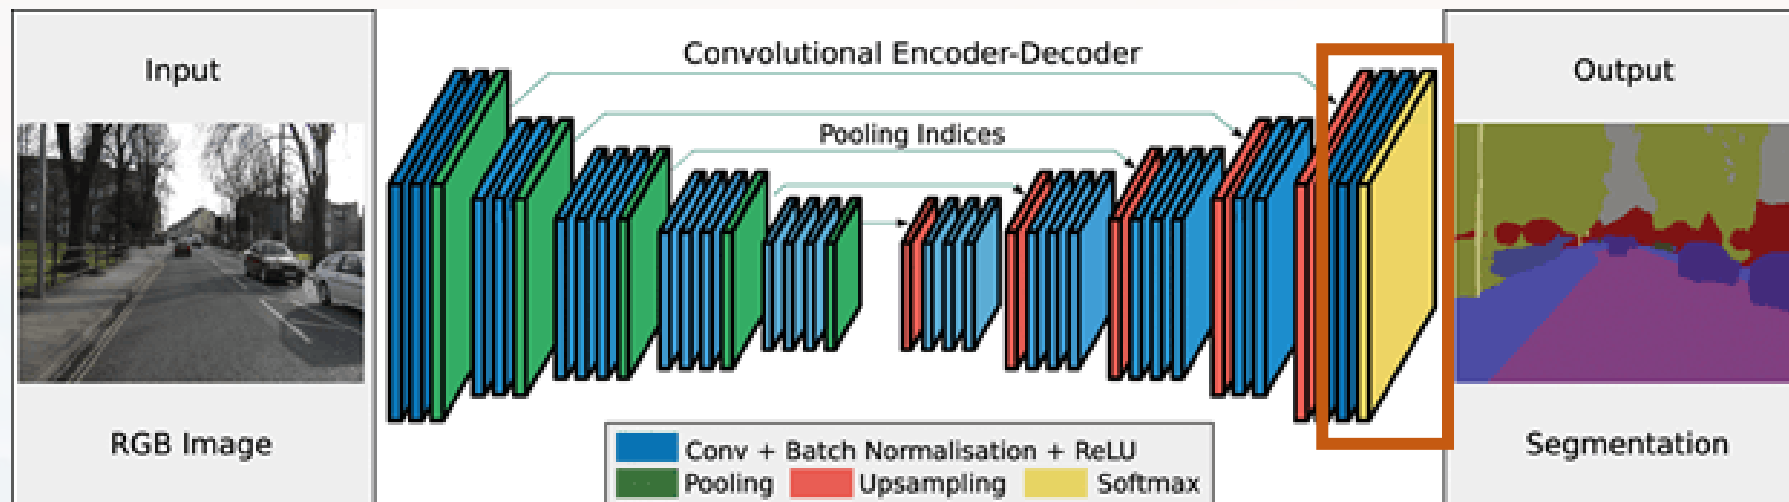 Input
RGB Image
Convolutional Encoder-Decoder
Pooling Indices
Conv + Batch Normalisation + ReLU
Pooling Upsampling Softmax
Output
Segmentation